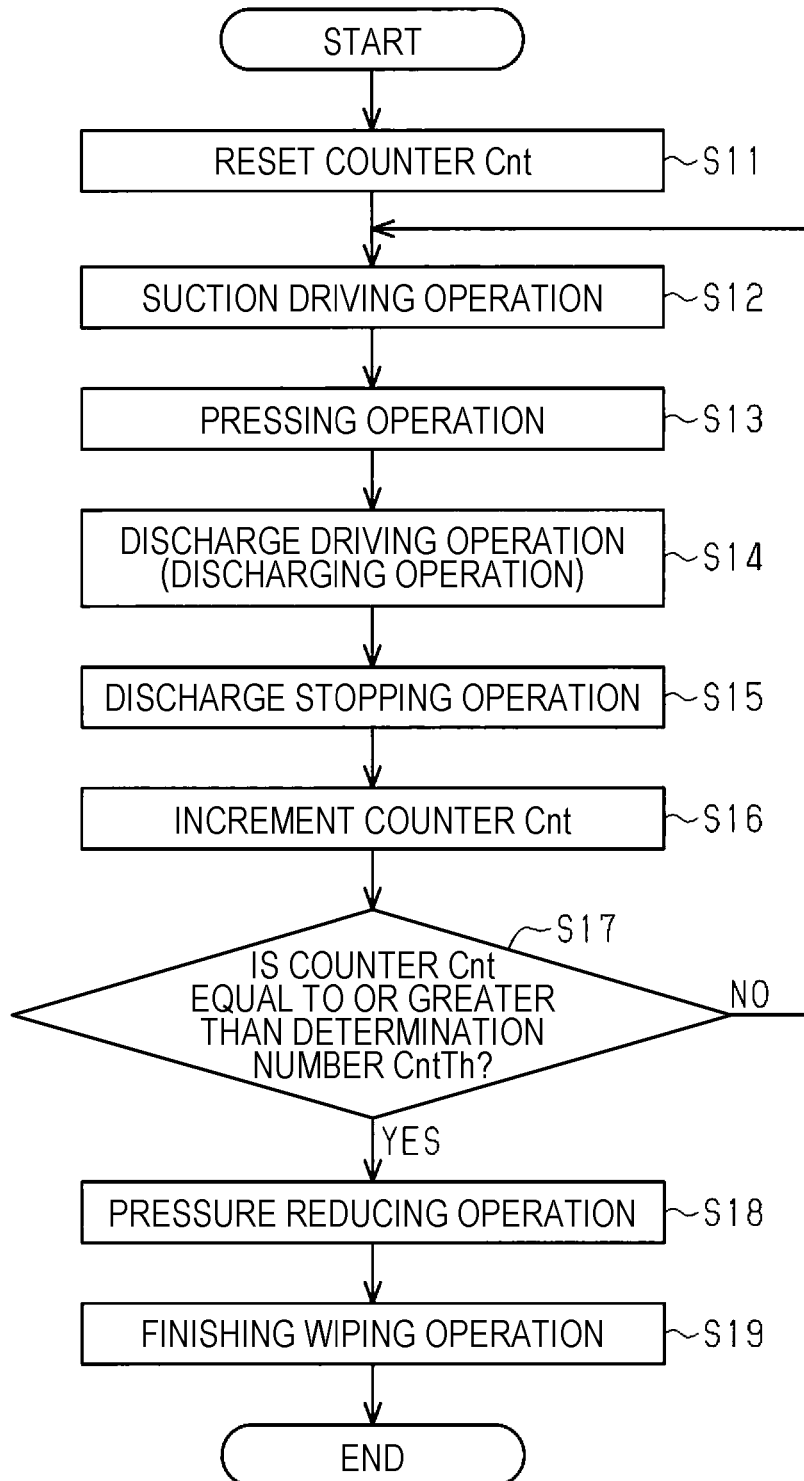 START
RESET COUNTER Cnt
S11
SUCTION DRIVING OPERATION
S12
PRESSING OPERATION
S13
DISCHARGE DRIVING OPERATION
(DISCHARGING OPERATION)
S14
DISCHARGE STOPPING OPERATION
S15
INCREMENT COUNTER Cnt
S16
S17
IS COUNTER Cnt
EQUAL TO OR GREATER
THAN DETERMINATION
NUMBER CntTh?
NO
YES
PRESSURE REDUCING OPERATION
S18
FINISHING WIPING OPERATION
S19
END